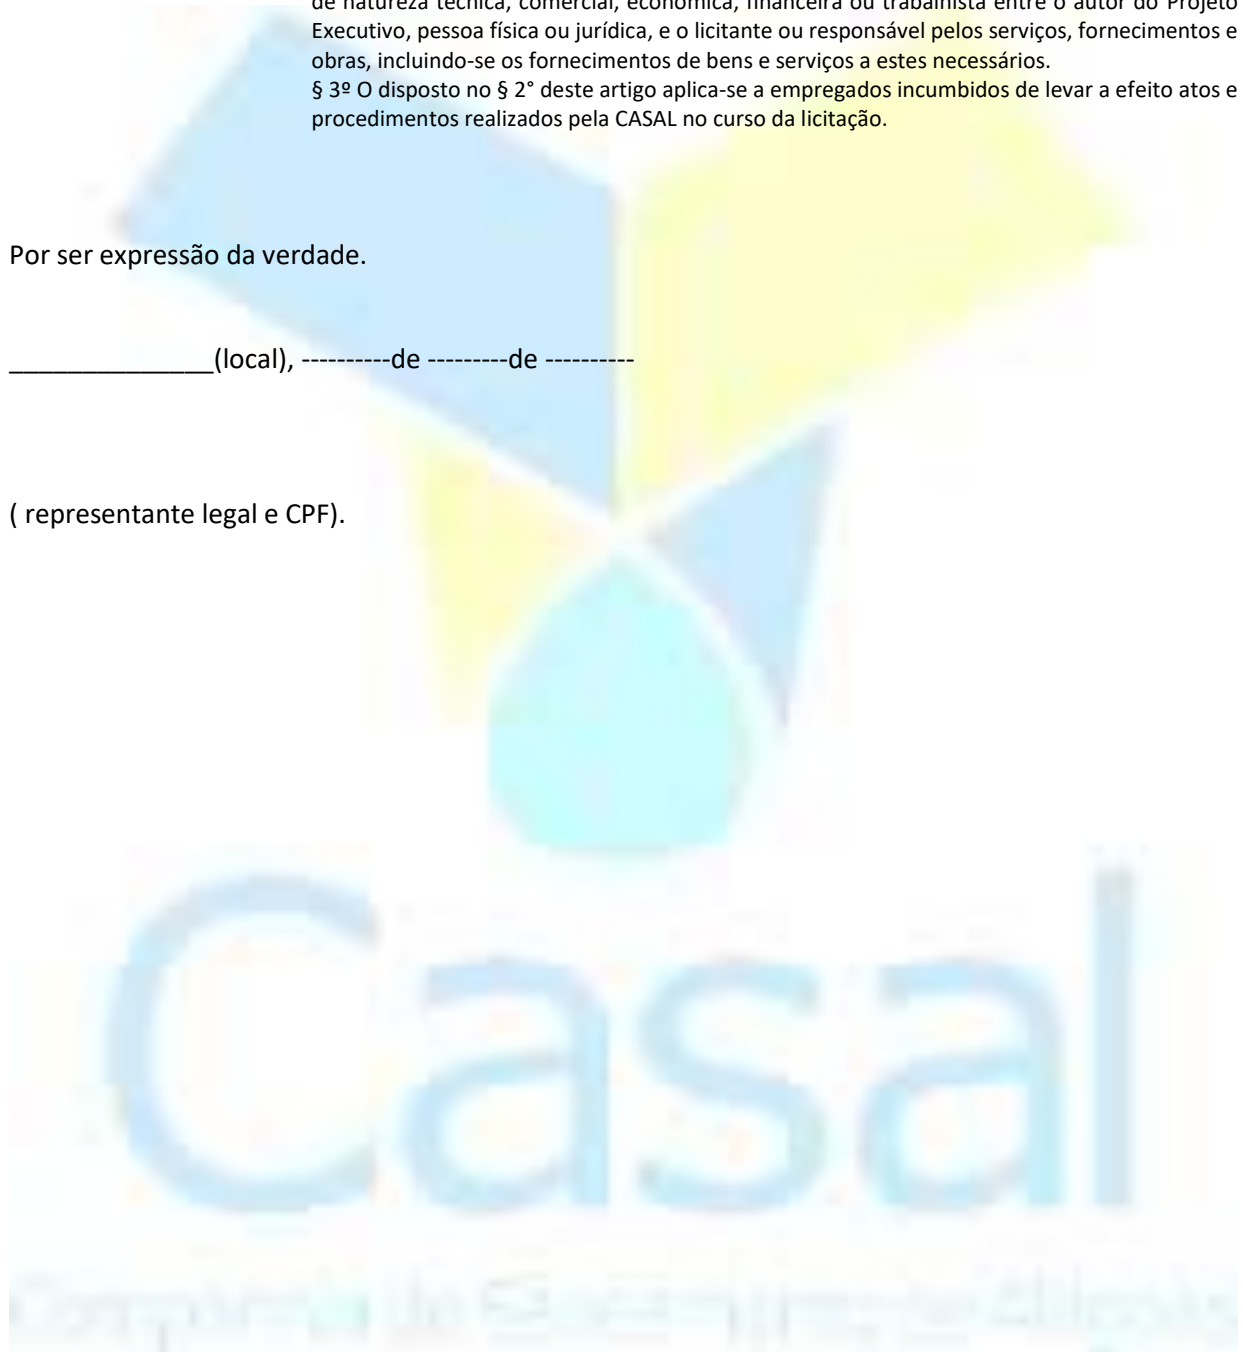 de natureza técnica, comercial, econômica, financeira ou trabalhista entre o autor do Projeto
Executivo, pessoa física ou jurídica, e o licitante ou responsável pelos serviços, fornecimentos e
obras, incluindo-se os fornecimentos de bens e serviços a estes necessários.
§ 3º O disposto no § 2° deste artigo aplica-se a empregados incumbidos de levar a efeito atos e
procedimentos realizados pela CASAL no curso da licitação.
Por ser expressão da verdade.
______________(local), ----------de ---------de ----------
( representante legal e CPF).
Casal